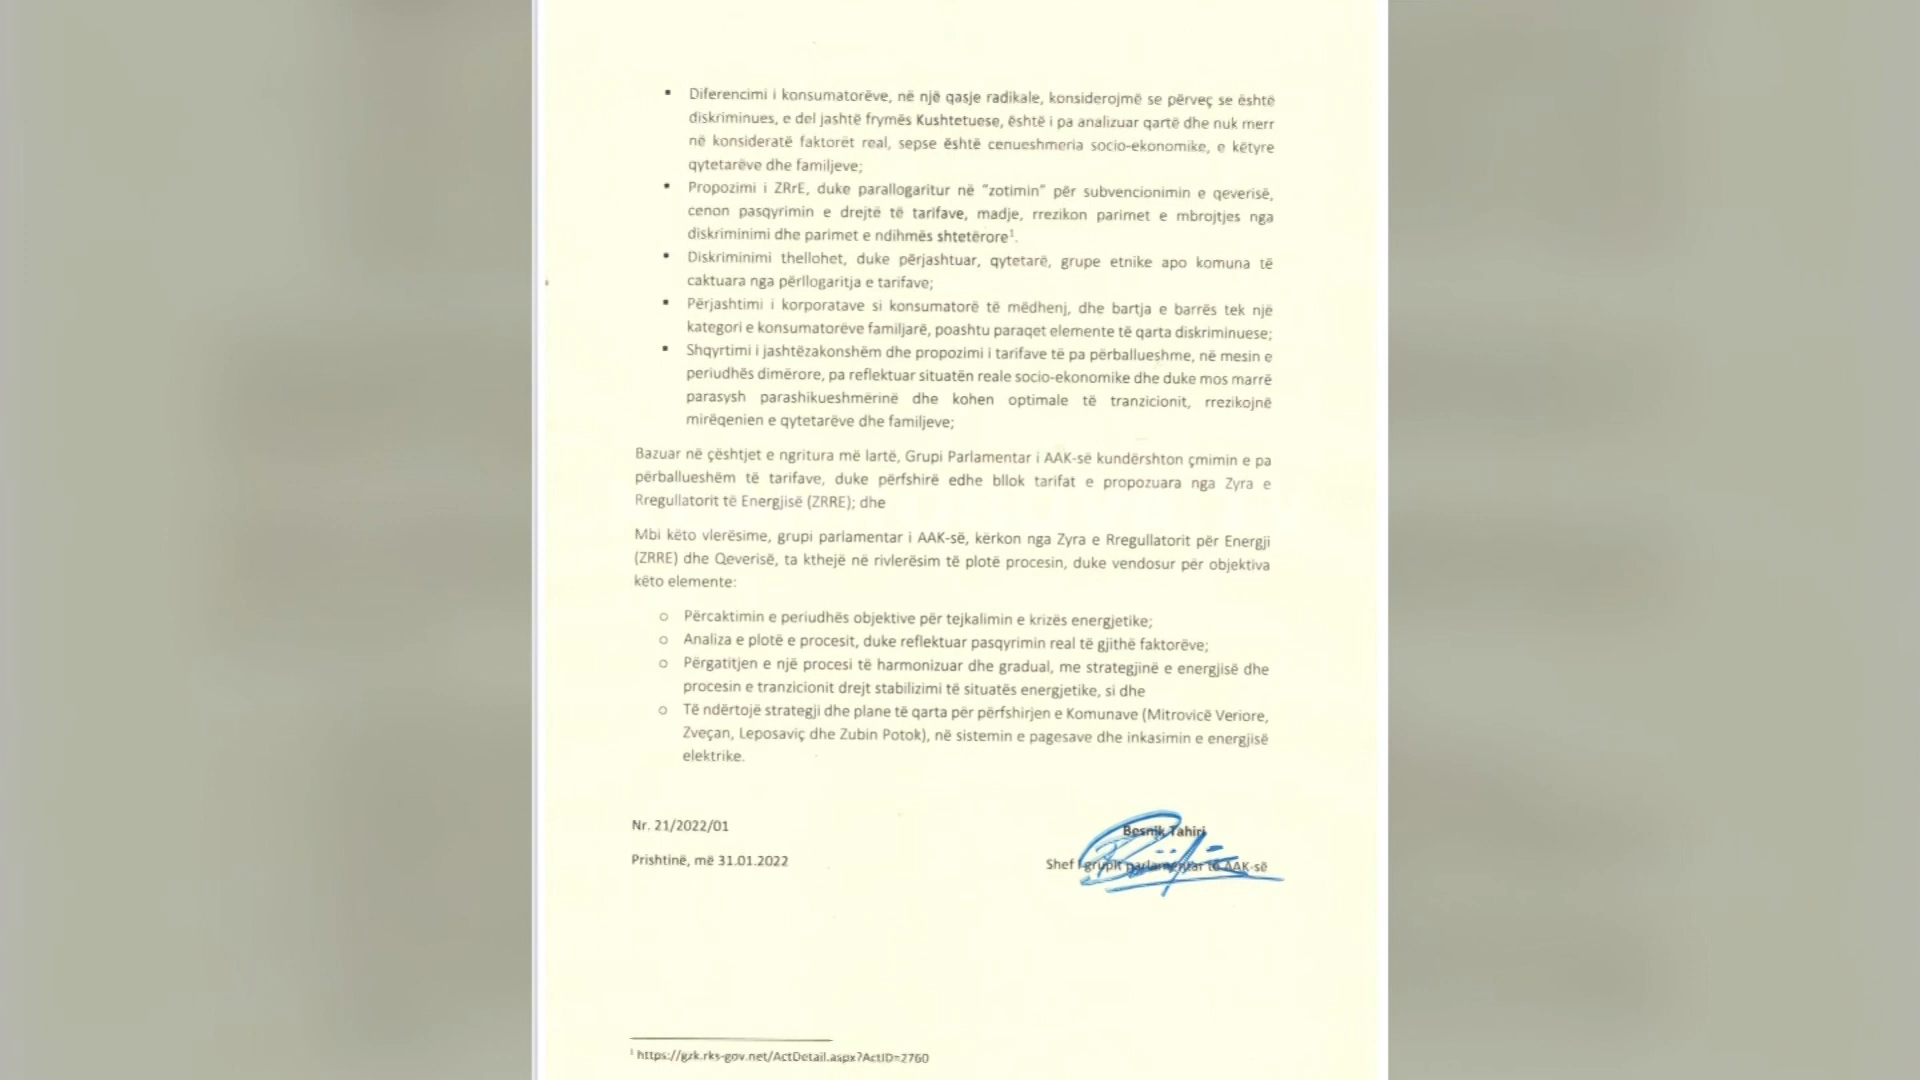 ▪ Diferencimi i konsumatorëve, në një qasje radikale, konsiderojmë se përveç se është
diskriminues, e del jashtë frymës Kushtetuese, është i pa analizuar qartë dhe nuk merr
në konsideratë faktorët real, sepse është cenueshmeria socio-ekonomike, e këtyre
qytetarëve dhe familjeve;
▪ Propozimi i ZRrE, duke parallogaritur në "zotimin" për subvencionimin e qeverisë,
cenon pasqyrimin e drejtë të tarifave, madje, rrezikon parimet e mbrojtjes nga
diskriminimi dhe parimet e ndihmës shtetërore¹.
▪ Diskriminimi thellohet, duke përjashtuar, qytetarë, grupe etnike apo komuna të
caktuara nga përllogaritja e tarifave;
▪ Përjashtimi i korporatave si konsumatorë të mëdhenj, dhe bartja e barrës tek një
kategori e konsumatorëve familjarë, poashtu paraqet elemente të qarta diskriminuese;
▪ Shqyrtimi i jashtëzakonshëm dhe propozimi i tarifave të pa përballueshme, në mesin e
periudhës dimërore, pa reflektuar situatën reale socio-ekonomike dhe duke mos marrë
parasysh parashikueshmërinë dhe kohen optimale të tranzicionit, rrezikojnë
mirëqenien e qytetarëve dhe familjeve;
Bazuar në çështjet e ngritura më lartë, Grupi Parlamentar i AAK-së kundërshton çmimin e pa
përballueshëm të tarifave, duke përfshirë edhe bllok tarifat e propozuara nga Zyra e
Rregullatorit të Energjisë (ZRRE); dhe
Mbi këto vlerësime, grupi parlamentar i AAK-së, kërkon nga Zyra e Rregullatorit për Energji
(ZRRE) dhe Qeverisë, ta kthejë në rivlerësim të plotë procesin, duke vendosur për objektiva
këto elemente:
o Përcaktimin e periudhës objektive për tejkalimin e krizës energjetike;
o Analiza e plotë e procesit, duke reflektuar pasqyrimin real të gjithë faktorëve;
o Përgatitjen e një procesi të harmonizuar dhe gradual, me strategjinë e energjisë dhe
procesin e tranzicionit drejt stabilizimi të situatës energjetike, si dhe
o Të ndërtojë strategji dhe plane të qarta për përfshirjen e Komunave (Mitrovicë Veriore,
Zveçan, Leposaviç dhe Zubin Potok), në sistemin e pagesave dhe inkasimin e energjisë
elektrike.
Nr. 21/2022/01
Besnik Tahiri
Prishtinë, më 31.01.2022
Shef i grupit parlamentar të AAK-së
¹ https://gzk.rks-gov.net/ActDetail.aspx?ActID=2760